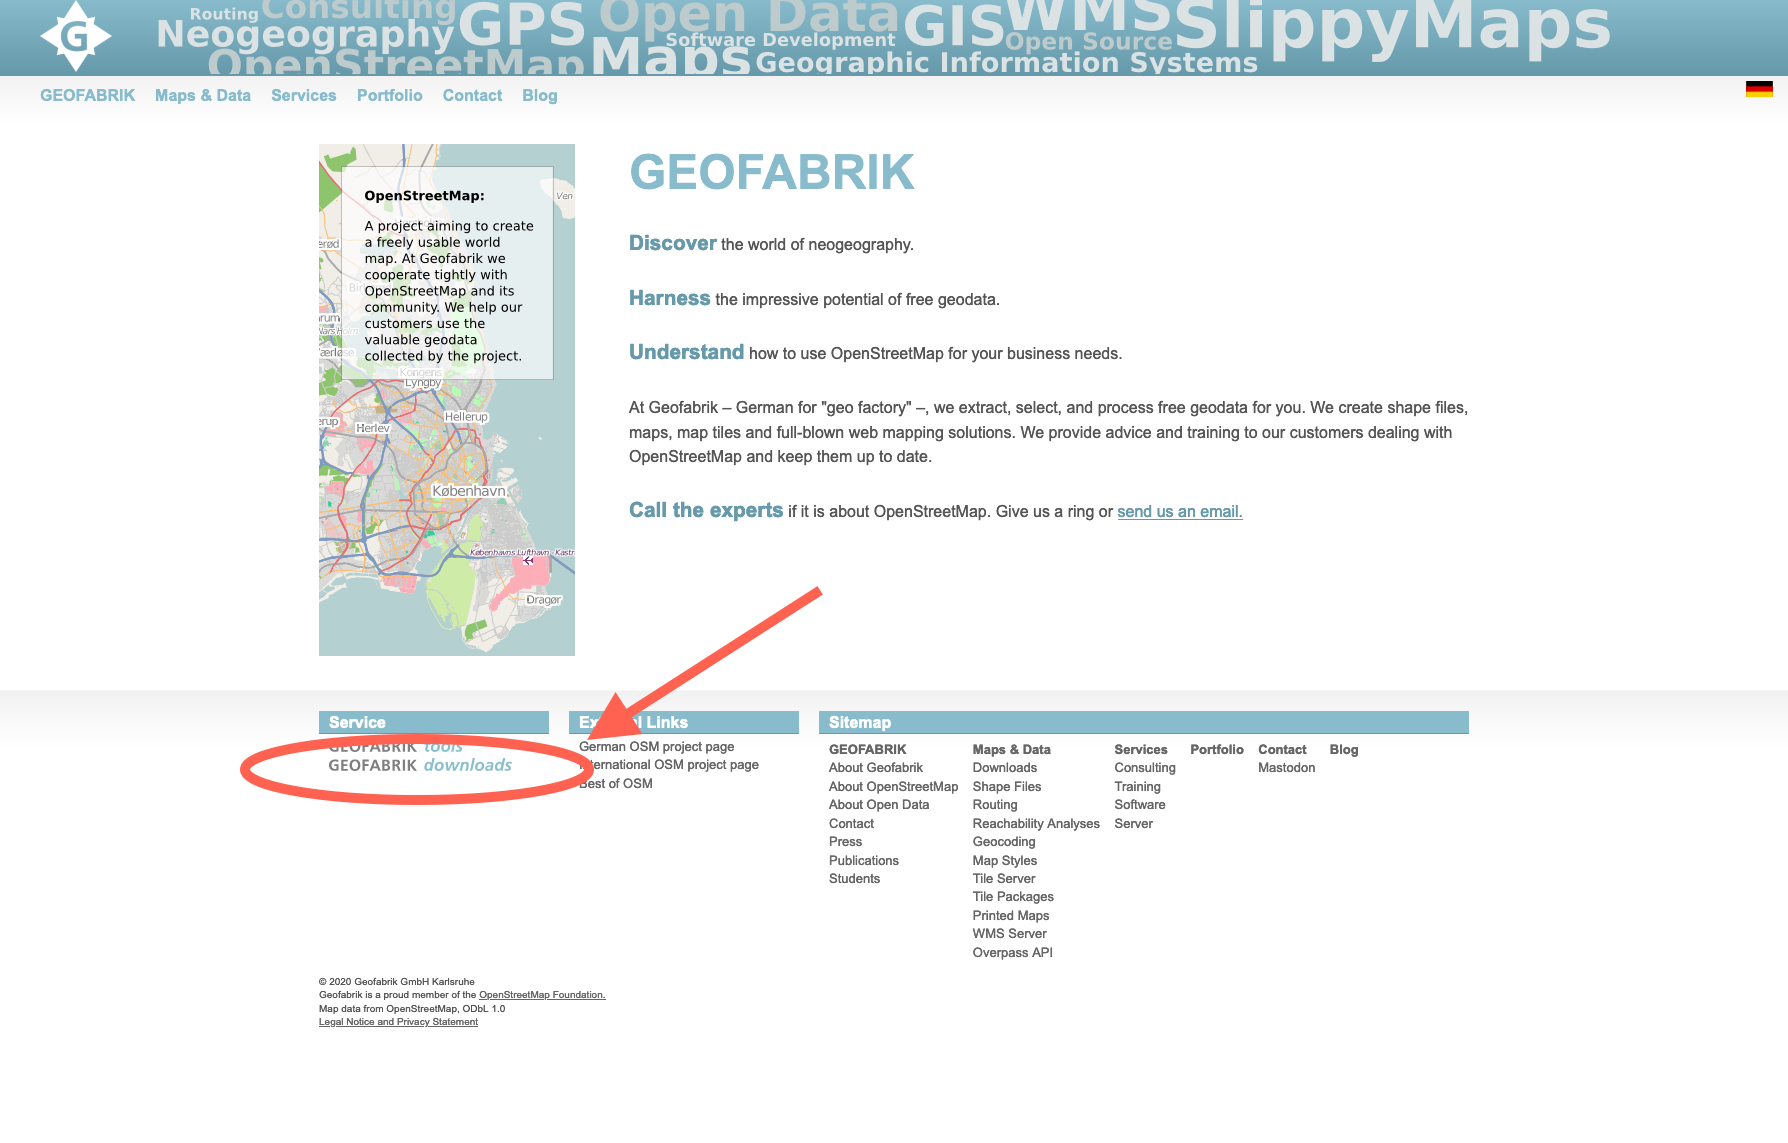 Routing Consulting GPS Open Data GIS WMS SlippyMaps
Neogeography Software Development Open Source
OpenStreetMap Maps Geographic Information Systems
G
GEOFABRIK Maps & Data Services Portfolio Contact Blog
OpenStreetMap:
A project aiming to create
a freely usable world
map. At Geofabrik we
cooperate tightly with
OpenStreetMap and its
community. We help our
customers use the
valuable geodata
collected by the project.
Ven
Kongens
Lyngby
Hellerup
Herlev
København
Københavns Lufthavn - Kastr
Dragør
GEOFABRIK
Discover the world of neogeography.
Harness the impressive potential of free geodata.
Understand how to use OpenStreetMap for your business needs.
At Geofabrik – German for "geo factory" –, we extract, select, and process free geodata for you. We create shape files,
maps, map tiles and full-blown web mapping solutions. We provide advice and training to our customers dealing with
OpenStreetMap and keep them up to date.
Call the experts if it is about OpenStreetMap. Give us a ring or send us an email.
Service
GEOFABRIK tools
GEOFABRIK downloads
External Links
German OSM project page
International OSM project page
Best of OSM
Sitemap
GEOFABRIK
About Geofabrik
About OpenStreetMap
About Open Data
Contact
Press
Publications
Students
Maps & Data
Downloads
Shape Files
Routing
Reachability Analyses
Geocoding
Map Styles
Tile Server
Tile Packages
Printed Maps
WMS Server
Overpass API
Services
Consulting
Training
Software
Server
Portfolio
Contact
Mastodon
Blog
© 2020 Geofabrik GmbH Karlsruhe
Geofabrik is a proud member of the OpenStreetMap Foundation.
Map data from OpenStreetMap, ODbL 1.0
Legal Notice and Privacy Statement